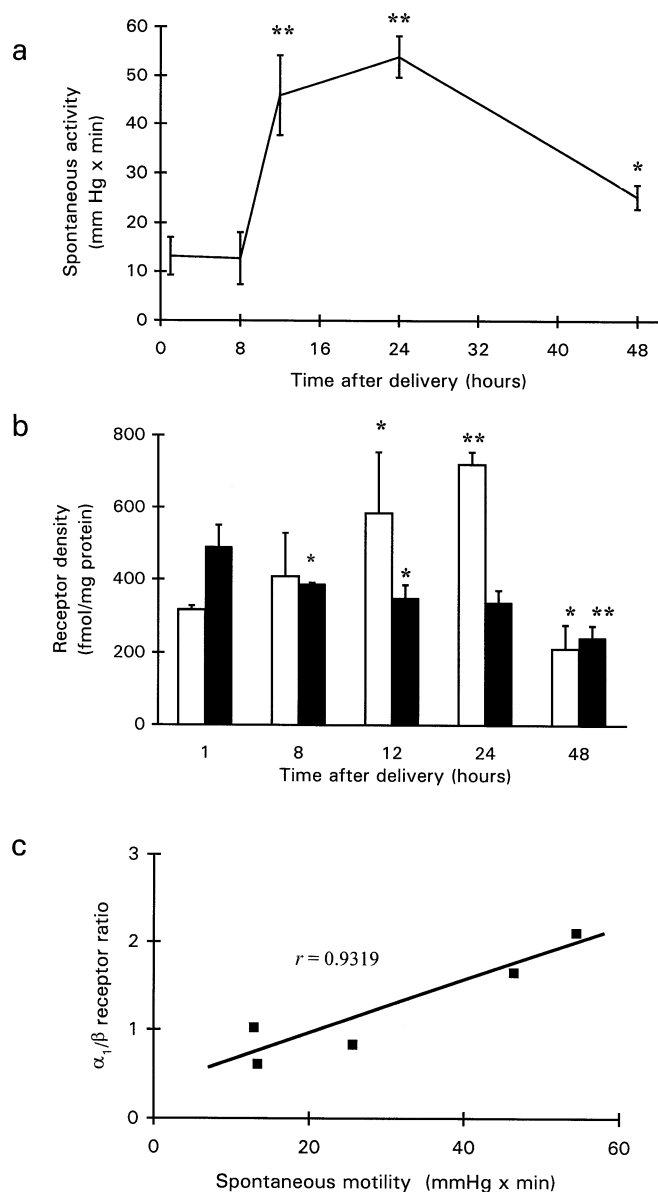 a
Spontaneous activity
(mm Hg x min)
60
50
40
30
20
10
0
** ** *
0 8 16 24 32 40 48
Time after delivery (hours)
b
Receptor density
(fmol/mg protein)
800
600
400
200
0
* * * ** * **
1 8 12 24 48
Time after delivery (hours)
c
α1/β receptor ratio
3
2
1
0
r = 0.9319
0 20 40 60
Spontaneous motility (mmHg x min)